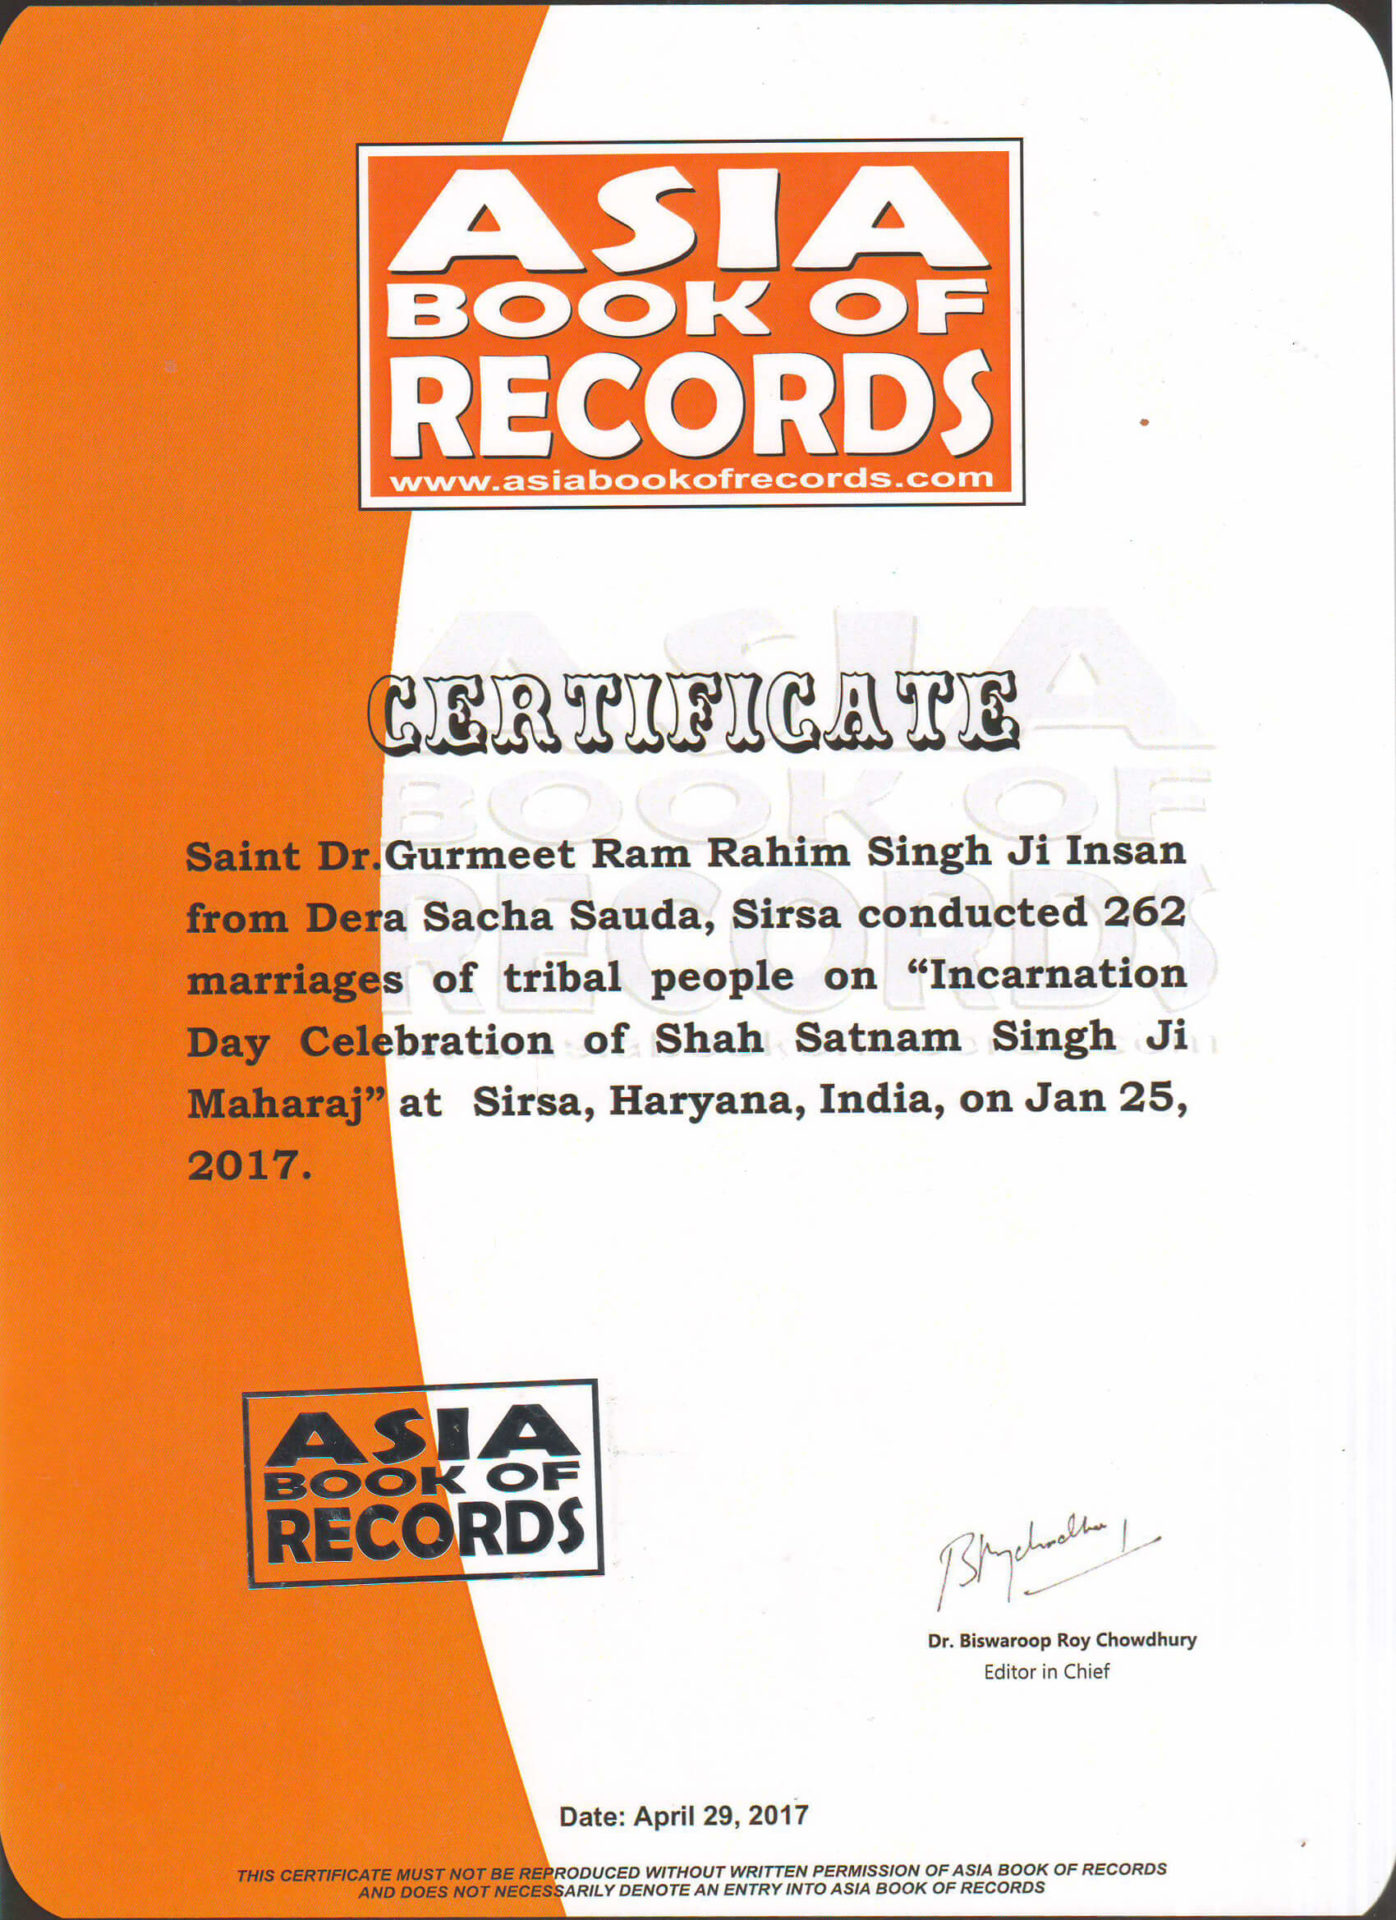 ASIA
BOOK OF
RECORDS
www.asiabookofrecords.com
CERTIFICATE
Saint Dr.Gurmeet Ram Rahim Singh Ji Insan
from Dera Sacha Sauda, Sirsa conducted 262
marriages of tribal people on “Incarnation
Day Celebration of Shah Satnam Singh Ji
Maharaj” at Sirsa, Haryana, India, on Jan 25,
2017.
ASIA
BOOK OF
RECORDS
Dr. Biswaroop Roy Chowdhury
Editor in Chief
Date: April 29, 2017
THIS CERTIFICATE MUST NOT BE REPRODUCED WITHOUT WRITTEN PERMISSION OF ASIA BOOK OF RECORDS
AND DOES NOT NECESSARILY DENOTE AN ENTRY INTO ASIA BOOK OF RECORDS